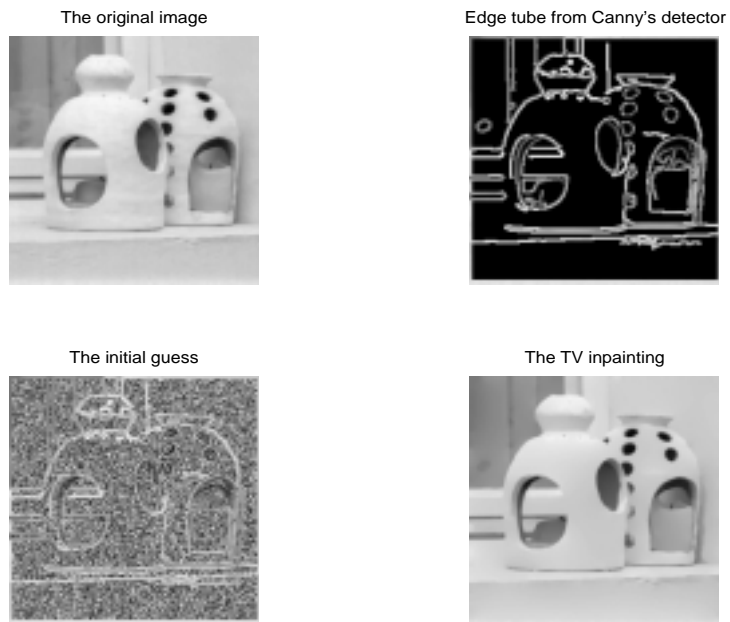 The original image
Edge tube from Canny's detector
The initial guess
The TV inpainting